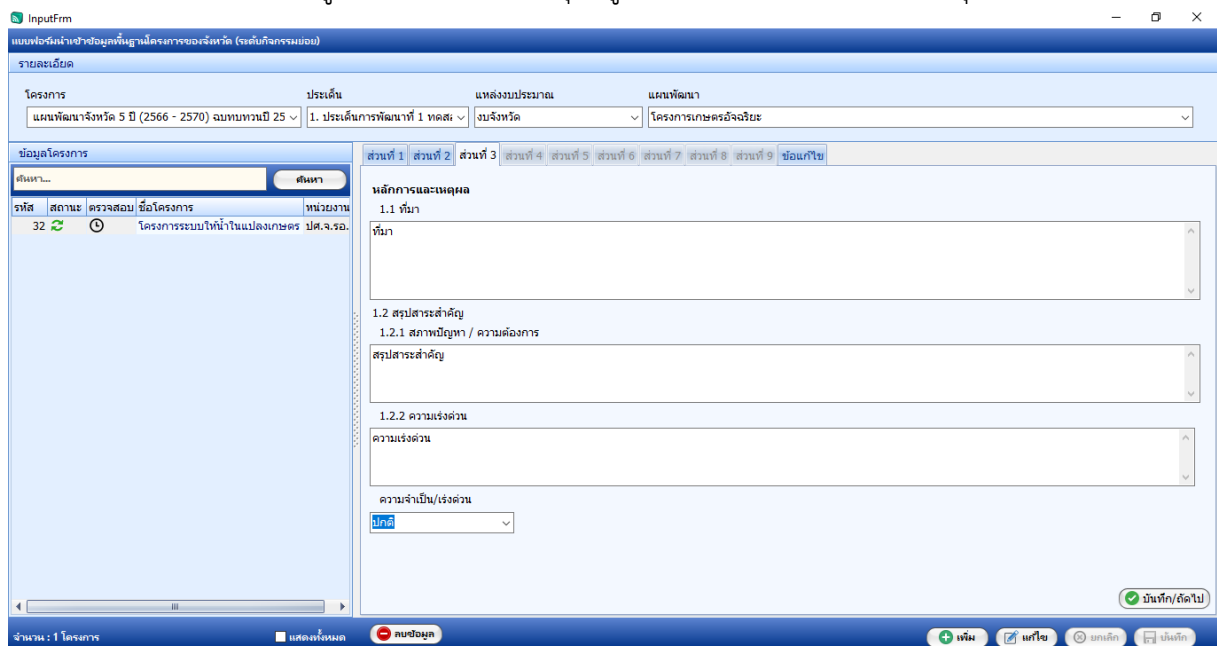 InputFrm
แบบฟอร์มนำเข้าข้อมูลพื้นฐานโครงการของจังหวัด (ระดับกิจกรรมย่อย)
รายละเอียด
โครงการ ประเด็น แหล่งงบประมาณ แผนพัฒนา
แผนพัฒนาจังหวัด 5 ปี (2566 - 2570) ฉบทบทวนปี 25 1. ประเด็นการพัฒนาที่ 1 ทดสะ งบจังหวัด โครงการเกษตรอัจฉริยะ
ข้อมูลโครงการ
ค้นหา... ค้นหา
รหัส สถานะ ตรวจสอบ ชื่อโครงการ หน่วยงาน
32 โครงการระบบให้น้ำในแปลงเกษตร ปศ.จ.รอ.
ส่วนที่ 1 ส่วนที่ 2 ส่วนที่ 3 ส่วนที่ 4 ส่วนที่ 5 ส่วนที่ 6 ส่วนที่ 7 ส่วนที่ 8 ส่วนที่ 9 ข้อแก้ไข
หลักการและเหตุผล
1.1 ที่มา
ที่มา
1.2 สรุปสาระสำคัญ
1.2.1 สภาพปัญหา / ความต้องการ
สรุปสาระสำคัญ
1.2.2 ความเร่งด่วน
ความเร่งด่วน
ความจำเป็น/เร่งด่วน
ปกติ
บันทึก/ถัดไป
จำนวน : 1 โครงการ แสดงทั้งหมด ลบข้อมูล เพิ่ม แก้ไข ยกเลิก บันทึก